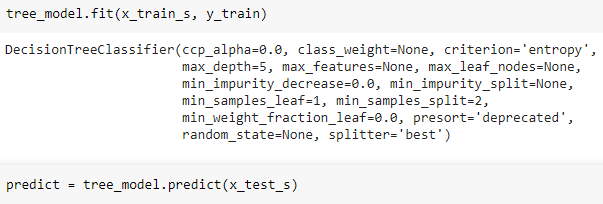 tree_model.fit(x_train_s, y_train)
DecisionTreeClassifier(ccp_alpha=0.0, class_weight=None, criterion='entropy',
max_depth=5, max_features=None, max_leaf_nodes=None,
min_impurity_decrease=0.0, min_impurity_split=None,
min_samples_leaf=1, min_samples_split=2,
min_weight_fraction_leaf=0.0, presort='deprecated',
random_state=None, splitter='best')
predict = tree_model.predict(x_test_s)